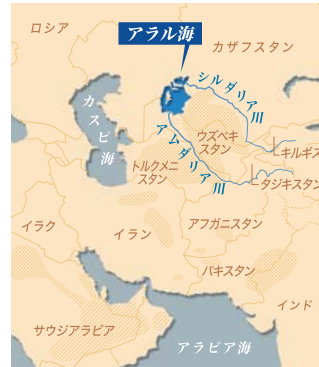 ロシア
アラル海
カザフスタン
シルダリア川
カスピ海
ウズベキ
スタン
アムダリア川
キルギス
トルクメニ
スタン
タジキスタン
アフガニスタン
イラク
イラン
パキスタン
インド
サウジアラビア
アラビア海